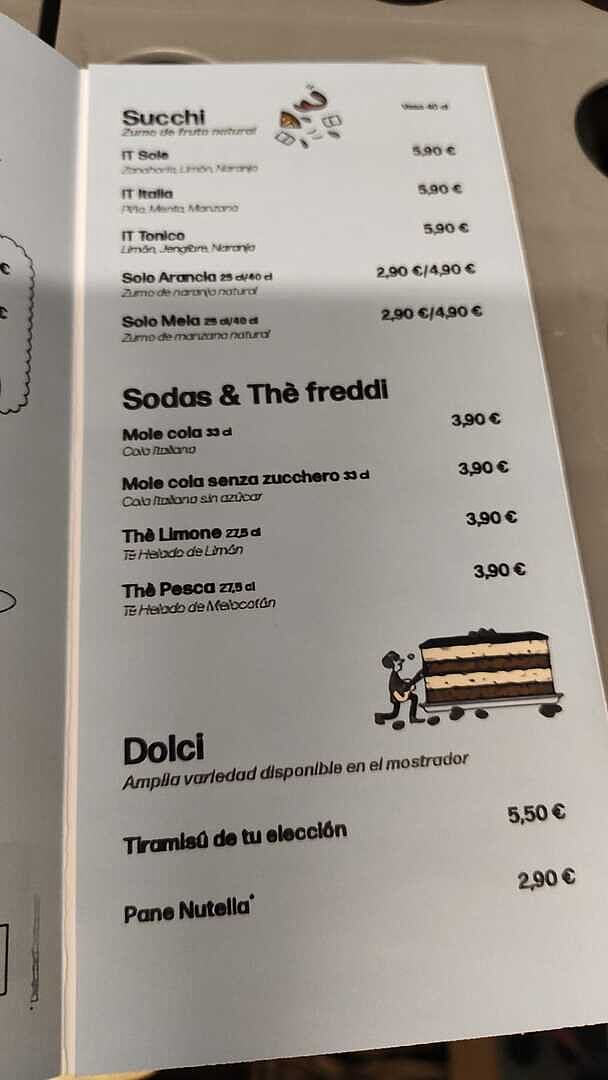 Succhi
Vaso 40 cl
Zumo de fruta natural
IT Sole 5,90 €
Zanahoria, Limón, Naranja
IT Italia 5,90 €
Piña, Menta, Manzana
IT Tonico 5,90 €
Limón, Jengibre, Naranja
Solo Arancia 25 cl/40 cl 2,90 €/4,90 €
Zumo de naranja natural
Solo Mela 25 cl/40 cl 2,90 €/4,90 €
Zumo de manzana natural
Sodas & Thè freddi
Mole cola 33 cl 3,90 €
Cola Italiana
Mole cola senza zucchero 33 cl 3,90 €
Cola Italiana sin azúcar
Thè Limone 27,5 cl 3,90 €
Té Helado de Limón
Thè Pesca 27,5 cl 3,90 €
Té Helado de Melocotón
Dolci
Amplia variedad disponible en el mostrador
Tiramisú de tu elección 5,50 €
Pane Nutella* 2,90 €